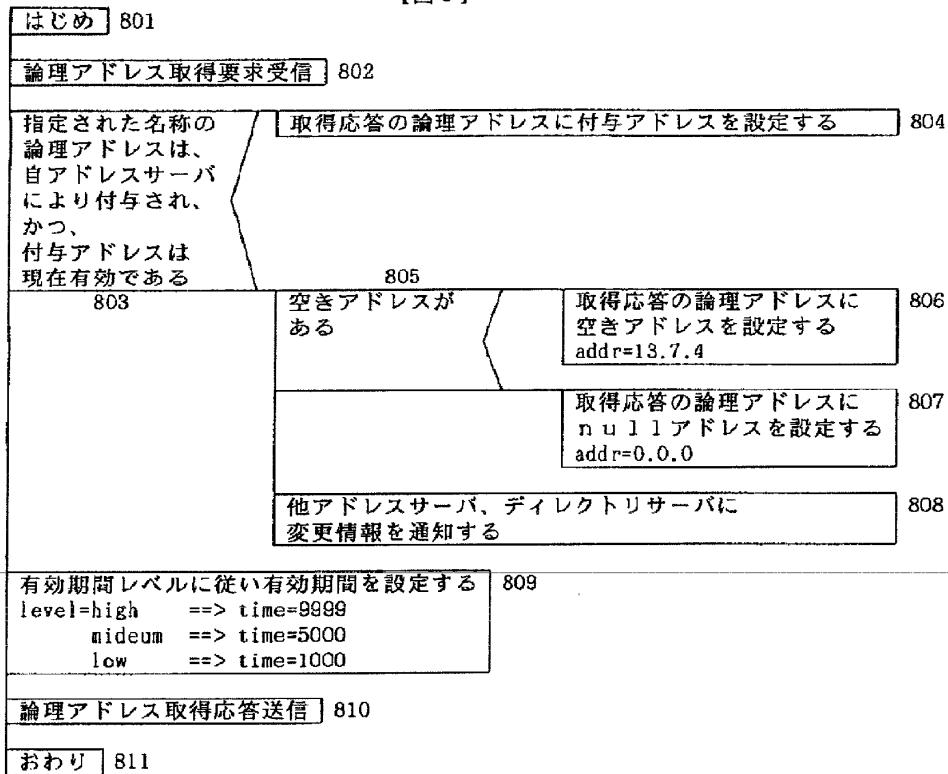 はじめ 801
論理アドレス取得要求受信 802
指定された名称の
論理アドレスは、
自アドレスサーバ
により付与され、
かつ、
付与アドレスは
現在有効である
803
取得応答の論理アドレスに付与アドレスを設定する 804
805
空きアドレスが
ある
取得応答の論理アドレスに 806
空きアドレスを設定する
addr=13.7.4
取得応答の論理アドレスに 807
nullアドレスを設定する
addr=0.0.0
他アドレスサーバ、ディレクトリサーバに 808
変更情報を通知する
有効期間レベルに従い有効期間を設定する 809
level=high ==> time=9999
mideum ==> time=5000
low ==> time=1000
論理アドレス取得応答送信 810
おわり 811